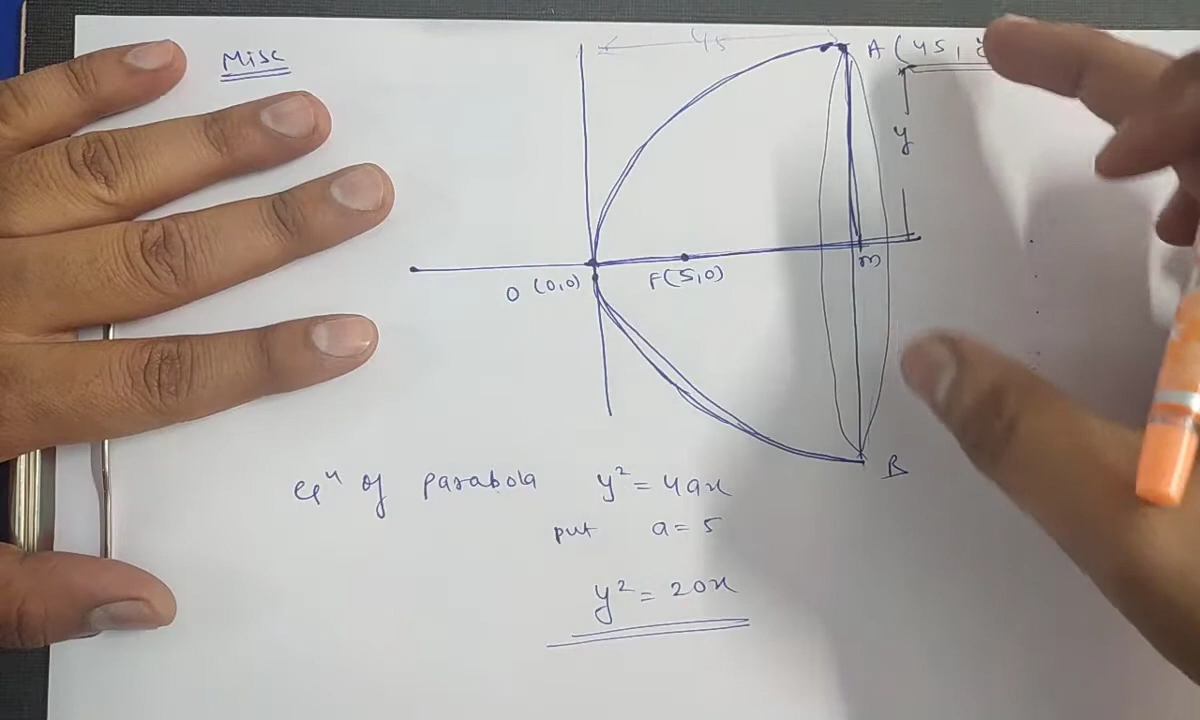 Misc
45
A (45, y
y
O (0,0)
F(5,0)
m
B
eqⁿ of parabola y² = 4ax
put a = 5
y² = 20x